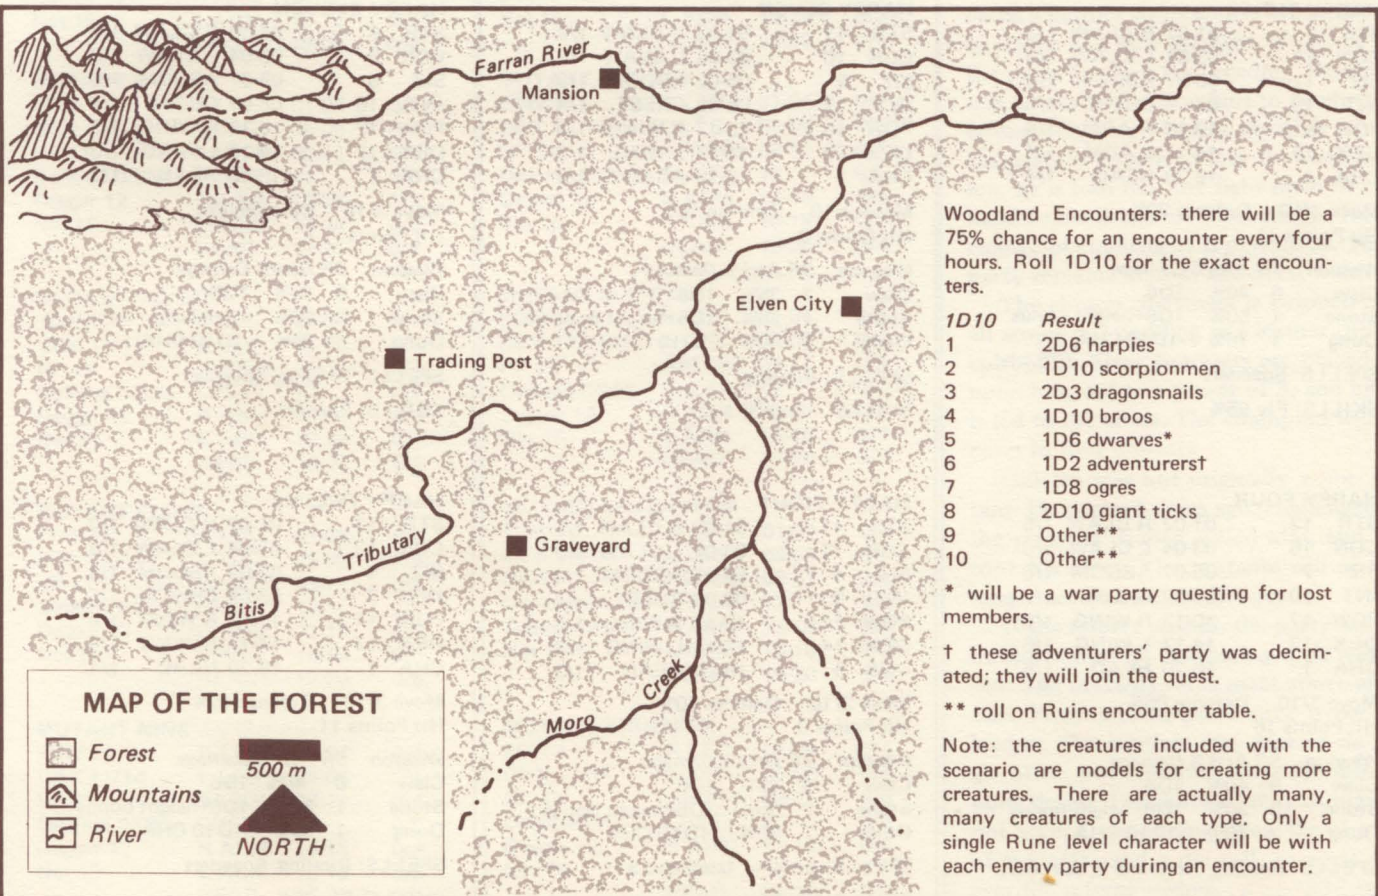 Farran River
Mansion
Elven City
Trading Post
Graveyard
Bitis Tributary
Moro Creek
MAP OF THE FOREST
Forest
Mountains
River
500 m
NORTH
Woodland Encounters: there will be a
75% chance for an encounter every four
hours. Roll 1D10 for the exact encoun-
ters.
1D10 Result
1 2D6 harpies
2 1D10 scorpionmen
3 2D3 dragonsnails
4 1D10 broos
5 1D6 dwarves*
6 1D2 adventurers†
7 1D8 ogres
8 2D10 giant ticks
9 Other**
10 Other**
* will be a war party questing for lost
members.
† these adventurers' party was decim-
ated; they will join the quest.
** roll on Ruins encounter table.
Note: the creatures included with the
scenario are models for creating more
creatures. There are actually many,
many creatures of each type. Only a
single Rune level character will be with
each enemy party during an encounter.